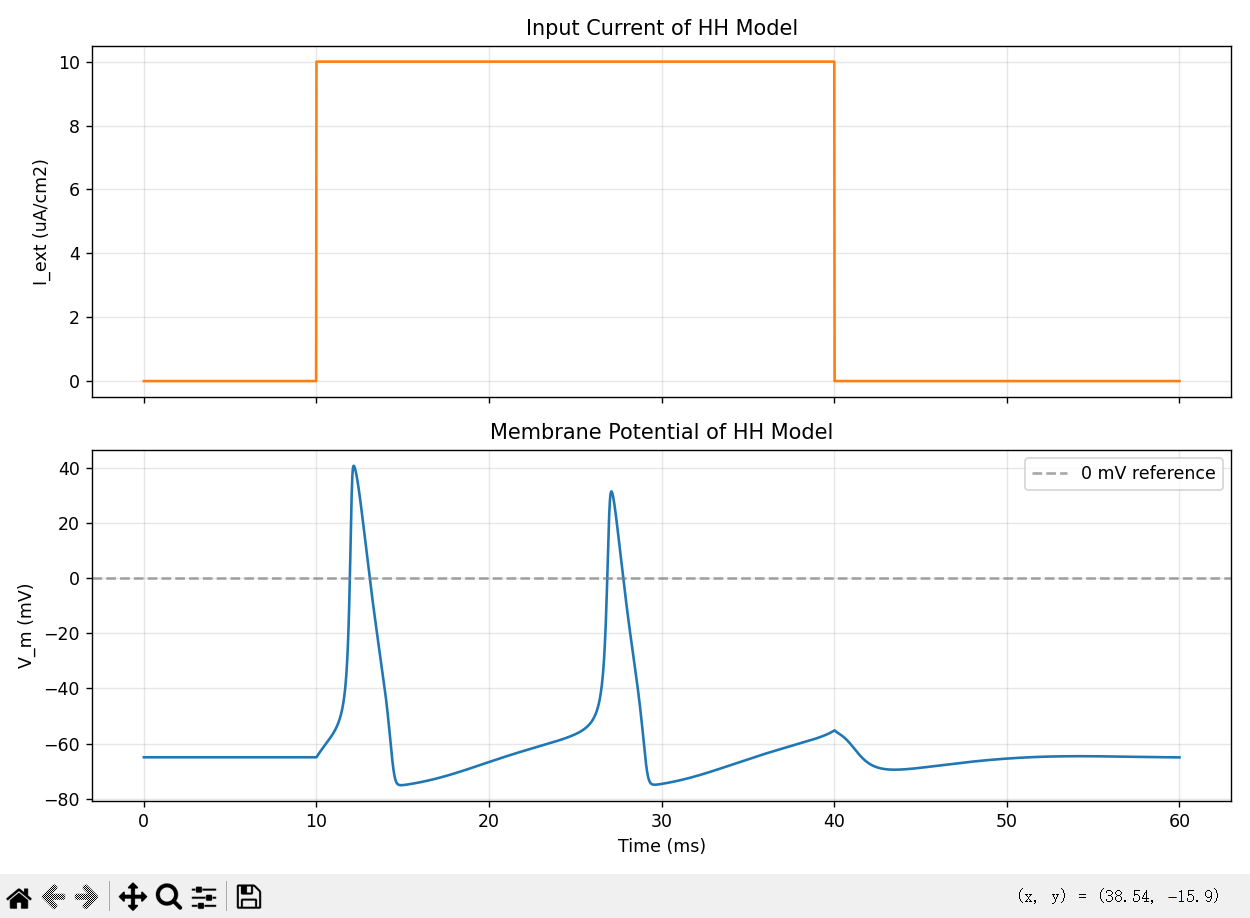 Input Current of HH Model
10
8
6
4
2
0
I_ext (uA/cm2)
Membrane Potential of HH Model
0 mV reference
40
20
0
−20
−40
−60
−80
V_m (mV)
0 10 20 30 40 50 60
Time (ms)
(x, y) = (38.54, −15.9)